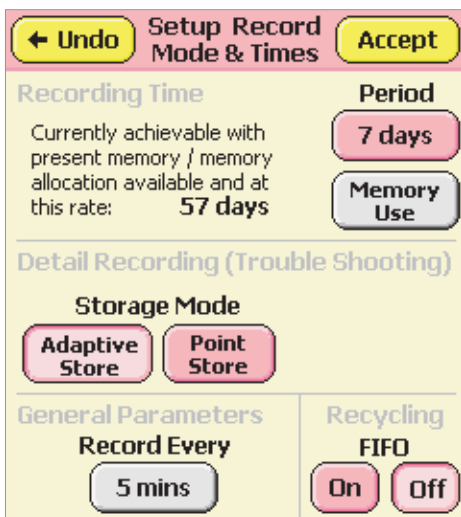 ← Undo
Setup Record
Mode & Times
Accept
Recording Time
Currently achievable with
present memory / memory
allocation available and at
this rate: 57 days
Period
7 days
Memory
Use
Detail Recording (Trouble Shooting)
Storage Mode
Adaptive
Store
Point
Store
General Parameters
Record Every
5 mins
Recycling
FIFO
On
Off